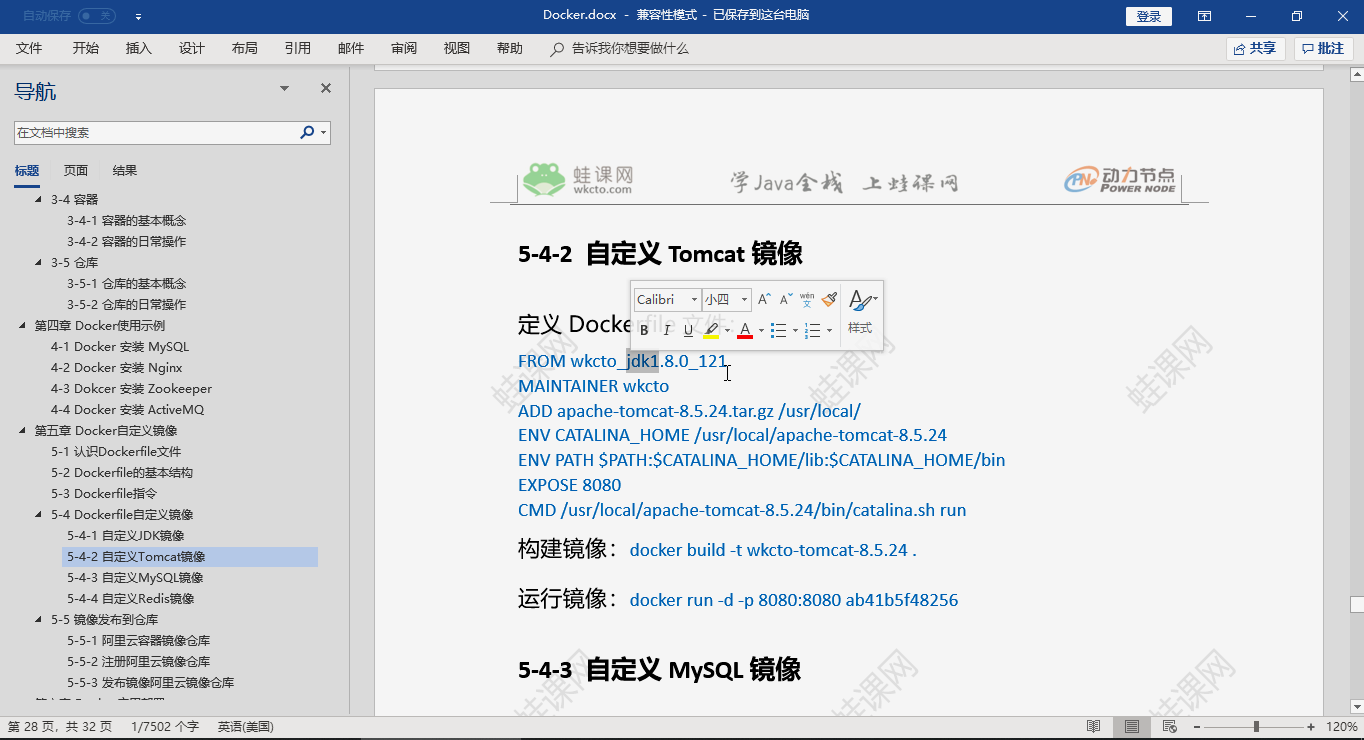 自动保存 关 Docker.docx - 兼容性模式 - 已保存到这台电脑 登录
文件 开始 插入 设计 布局 引用 邮件 审阅 视图 帮助 告诉我你想要做什么 共享 批注
导航
在文档中搜索
标题 页面 结果
3-4 容器
3-4-1 容器的基本概念
3-4-2 容器的日常操作
3-5 仓库
3-5-1 仓库的基本概念
3-5-2 仓库的日常操作
第四章 Docker使用示例
4-1 Docker 安装 MySQL
4-2 Docker 安装 Nginx
4-3 Dokcer 安装 Zookeeper
4-4 Docker 安装 ActiveMQ
第五章 Docker自定义镜像
5-1 认识Dockerfile文件
5-2 Dockerfile的基本结构
5-3 Dockerfile指令
5-4 Dockerfile自定义镜像
5-4-1 自定义JDK镜像
5-4-2 自定义Tomcat镜像
5-4-3 自定义MySQL镜像
5-4-4 自定义Redis镜像
5-5 镜像发布到仓库
5-5-1 阿里云容器镜像仓库
5-5-2 注册阿里云镜像仓库
5-5-3 发布镜像阿里云镜像仓库
蛙课网
wkcto.com
学Java全栈 上蛙课网
动力节点
POWER NODE
5-4-2 自定义 Tomcat 镜像
Calibri 小四 A A wén 文 A
B I U A 样式
定义 Dockerfile 文件:
FROM wkcto_jdk1.8.0_121
MAINTAINER wkcto
ADD apache-tomcat-8.5.24.tar.gz /usr/local/
ENV CATALINA_HOME /usr/local/apache-tomcat-8.5.24
ENV PATH $PATH:$CATALINA_HOME/lib:$CATALINA_HOME/bin
EXPOSE 8080
CMD /usr/local/apache-tomcat-8.5.24/bin/catalina.sh run
构建镜像：docker build -t wkcto-tomcat-8.5.24 .
运行镜像：docker run -d -p 8080:8080 ab41b5f48256
5-4-3 自定义 MySQL 镜像
蛙课网
蛙课网
蛙课网
蛙课网
蛙课网
蛙课网
第 28 页，共 32 页 1/7502 个字 英语(美国) 120%